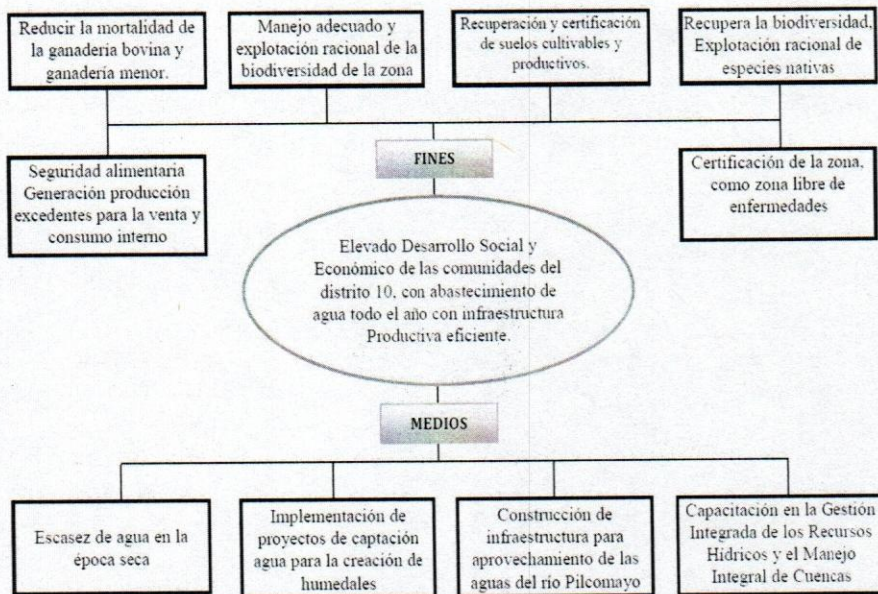 Reducir la mortalidad de
la ganadería bovina y
ganadería menor.
Manejo adecuado y
explotación racional de la
biodiversidad de la zona
Recuperación y certificación
de suelos cultivables y
productivos.
Recupera la biodiversidad,
Explotación racional de
especies nativas
Seguridad alimentaria
Generación producción
excedentes para la venta y
consumo interno
FINES
Certificación de la zona,
como zona libre de
enfermedades
Elevado Desarrollo Social y
Económico de las comunidades del
distrito 10, con abastecimiento de
agua todo el año con infraestructura
Productiva eficiente.
MEDIOS
Escasez de agua en la
época seca
Implementación de
proyectos de captación
agua para la creación de
humedales
Construcción de
infraestructura para
aprovechamiento de las
aguas del río Pilcomayo
Capacitación en la Gestión
Integrada de los Recursos
Hídricos y el Manejo
Integral de Cuencas